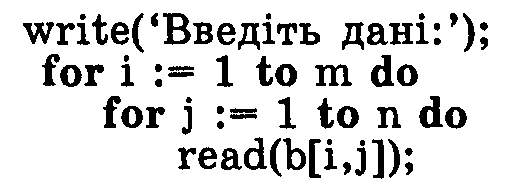 write(‘Введіть дані:’);
for i := 1 to m do
for j := 1 to n do
read(b[i,j]);